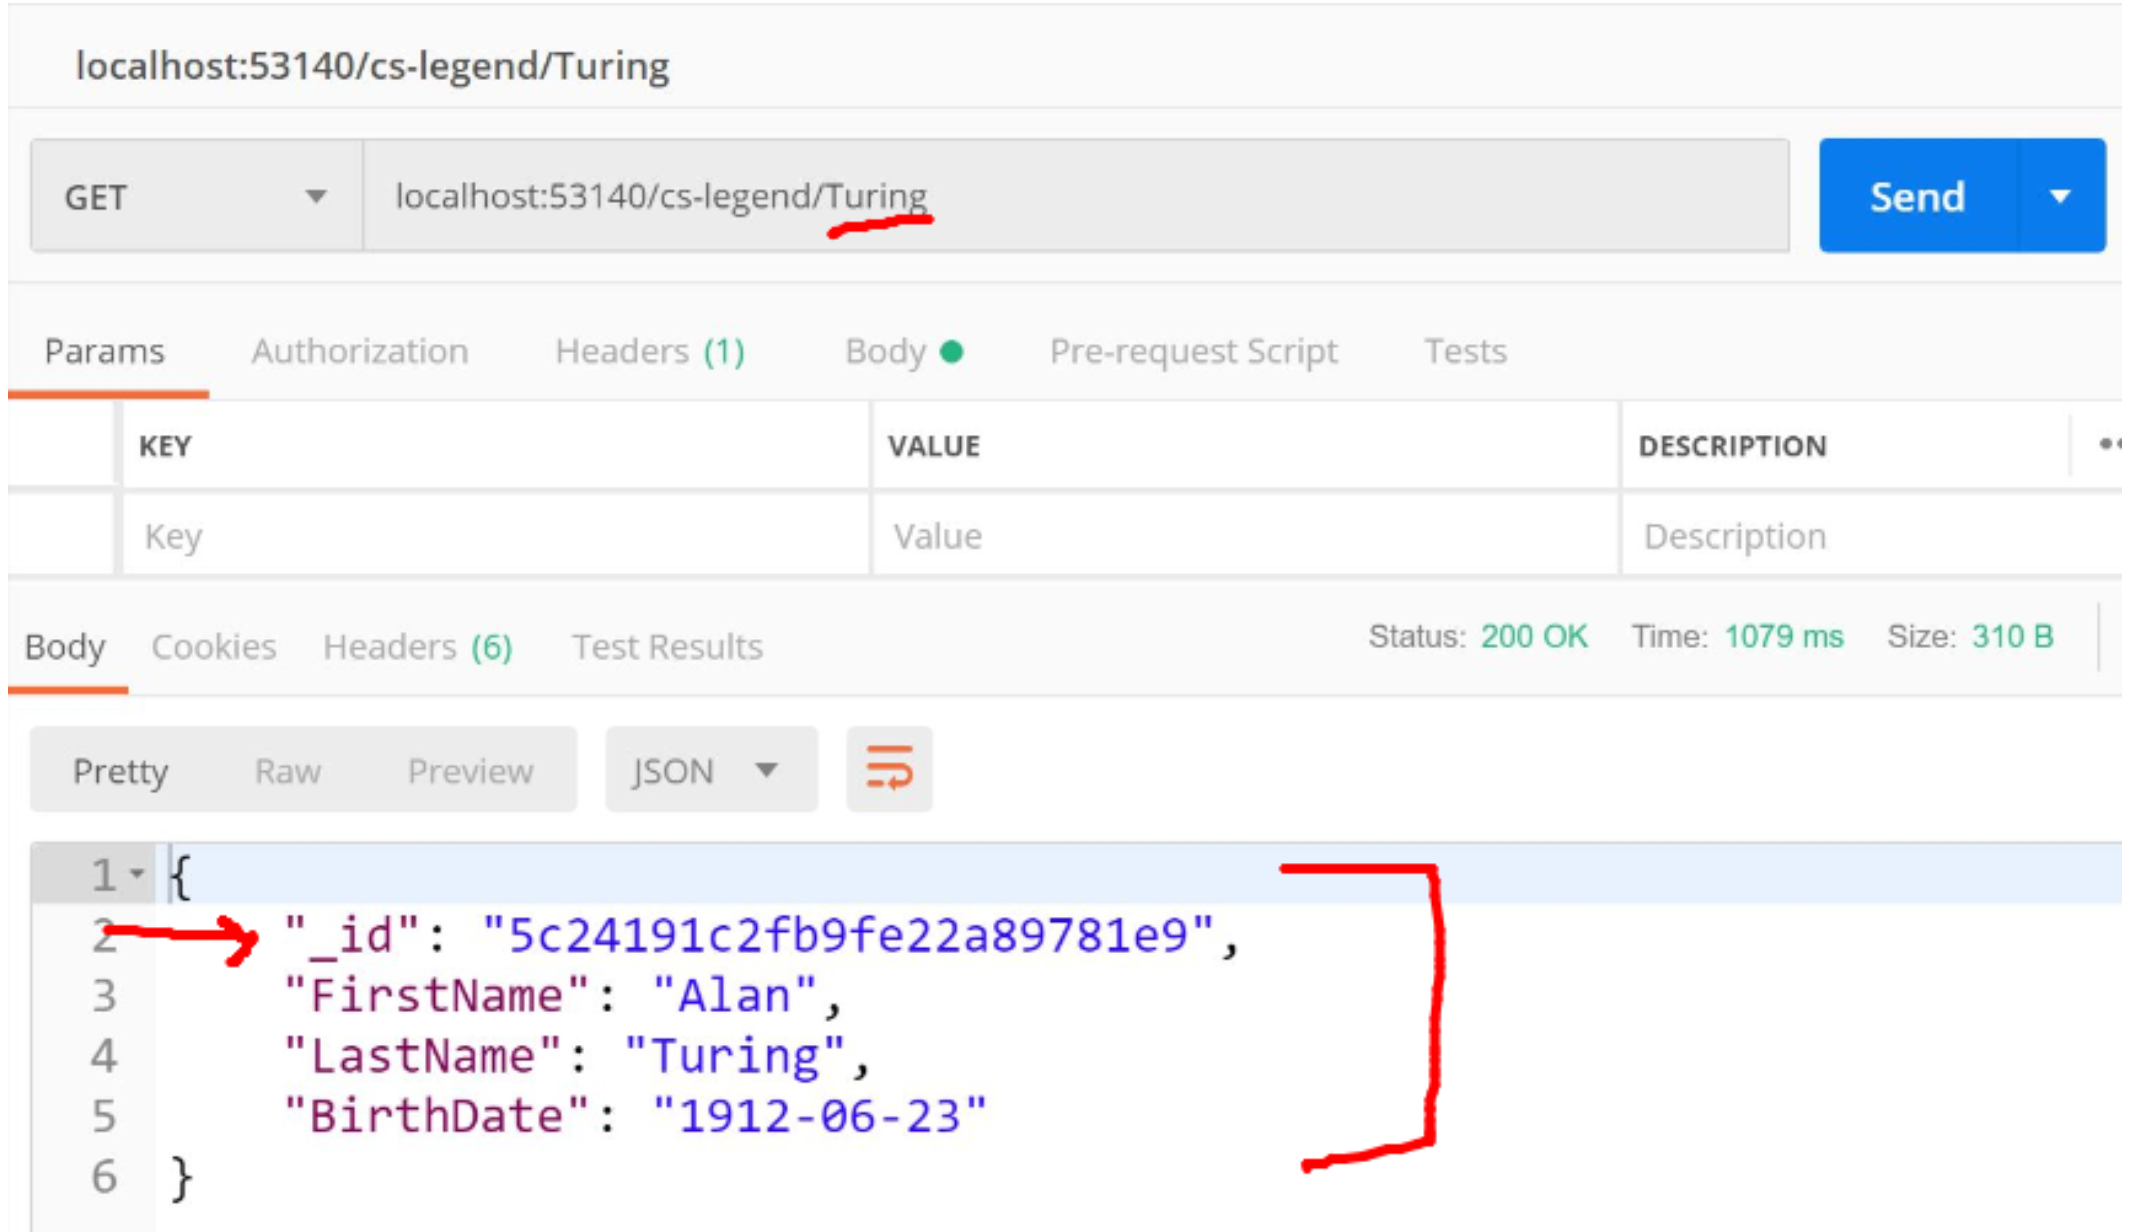 localhost:53140/cs-legend/Turing
GET localhost:53140/cs-legend/Turing Send
Params Authorization Headers (1) Body Pre-request Script Tests
KEY VALUE DESCRIPTION
Key Value Description
Body Cookies Headers (6) Test Results Status: 200 OK Time: 1079 ms Size: 310 B
Pretty Raw Preview JSON
1 {
2 "_id": "5c24191c2fb9fe22a89781e9",
3 "FirstName": "Alan",
4 "LastName": "Turing",
5 "BirthDate": "1912-06-23"
6 }